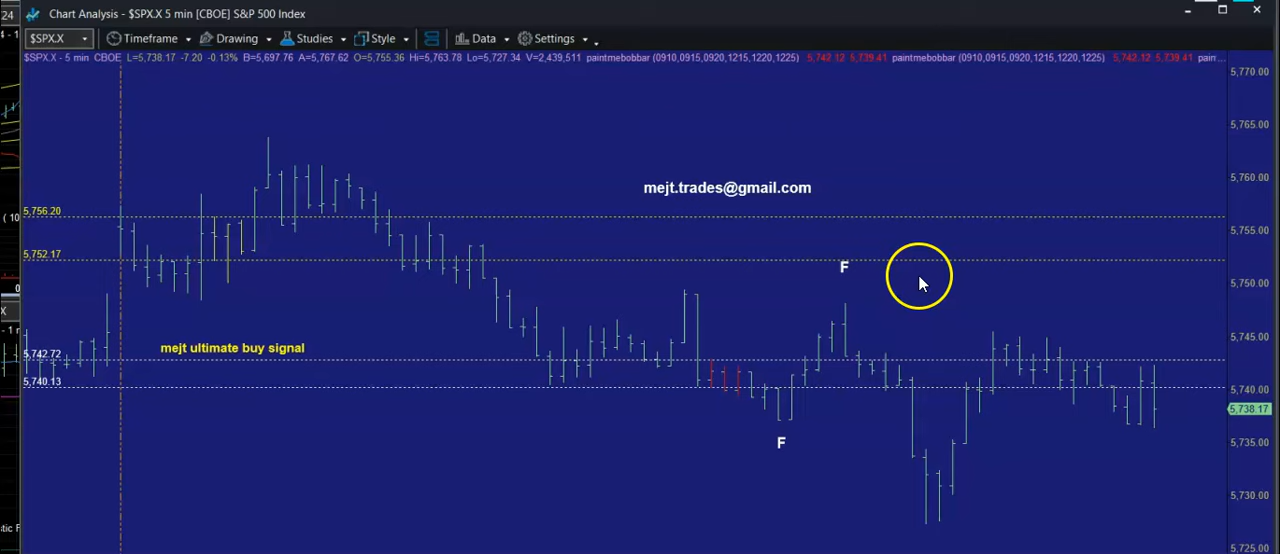 24
Chart Analysis - $SPX.X 5 min [CBOE] S&P 500 Index
$SPX.X Timeframe Drawing Studies Style Data Settings
$SPX.X - 5 min CBOE L=5,738.17 -7.20 -0.13% B=5,697.76 A=5,767.62 O=5,755.36 Hi=5,763.78 Lo=5,727.34 V=2,439,511 paintmebobbar (0910,0915,0920,1215,1220,1225) 5,742.12 5,739.41 paintmebobbar (0910,0915,0920,1215,1220,1225) 5,742.12 5,739.41 pain...
5,770.00
5,765.00
5,760.00
mejt.trades@gmail.com
5,756.20
( 10
5,755.00
5,752.17
F
5,750.00
0
X
5,745.00
- 1 n
mejt ultimate buy signal
5,742.72
5,740.13
5,740.00
5,738.17
F
5,735.00
5,730.00
stic F
5,725.00